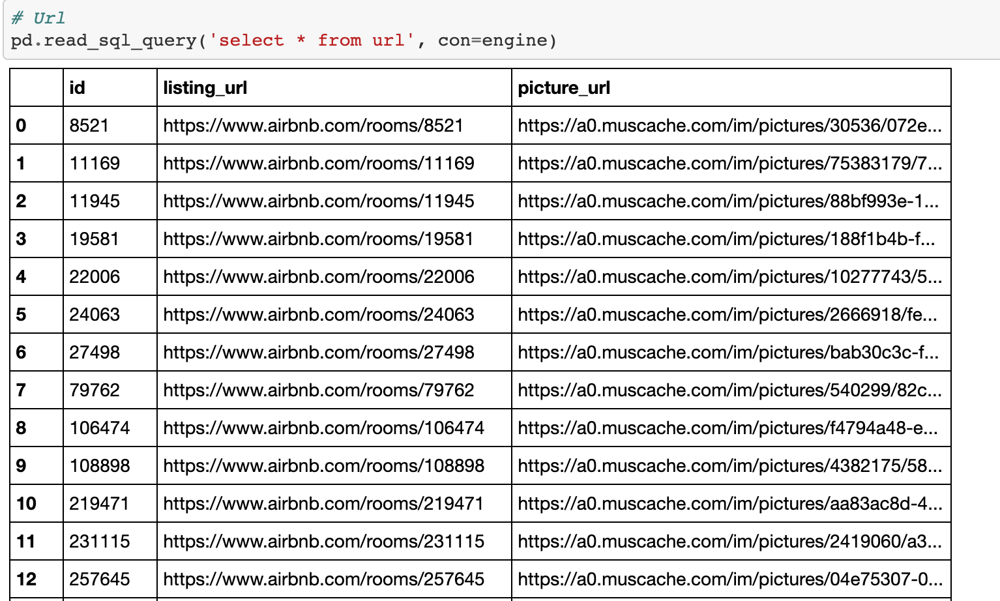 # Url
pd.read_sql_query('select * from url', con=engine)
id listing_url picture_url
0 8521 https://www.airbnb.com/rooms/8521 https://a0.muscache.com/im/pictures/30536/072e...
1 11169 https://www.airbnb.com/rooms/11169 https://a0.muscache.com/im/pictures/75383179/7...
2 11945 https://www.airbnb.com/rooms/11945 https://a0.muscache.com/im/pictures/88bf993e-1...
3 19581 https://www.airbnb.com/rooms/19581 https://a0.muscache.com/im/pictures/188f1b4b-f...
4 22006 https://www.airbnb.com/rooms/22006 https://a0.muscache.com/im/pictures/10277743/5...
5 24063 https://www.airbnb.com/rooms/24063 https://a0.muscache.com/im/pictures/2666918/fe...
6 27498 https://www.airbnb.com/rooms/27498 https://a0.muscache.com/im/pictures/bab30c3c-f...
7 79762 https://www.airbnb.com/rooms/79762 https://a0.muscache.com/im/pictures/540299/82c...
8 106474 https://www.airbnb.com/rooms/106474 https://a0.muscache.com/im/pictures/f4794a48-e...
9 108898 https://www.airbnb.com/rooms/108898 https://a0.muscache.com/im/pictures/4382175/58...
10 219471 https://www.airbnb.com/rooms/219471 https://a0.muscache.com/im/pictures/aa83ac8d-4...
11 231115 https://www.airbnb.com/rooms/231115 https://a0.muscache.com/im/pictures/2419060/a3...
12 257645 https://www.airbnb.com/rooms/257645 https://a0.muscache.com/im/pictures/04e75307-0...